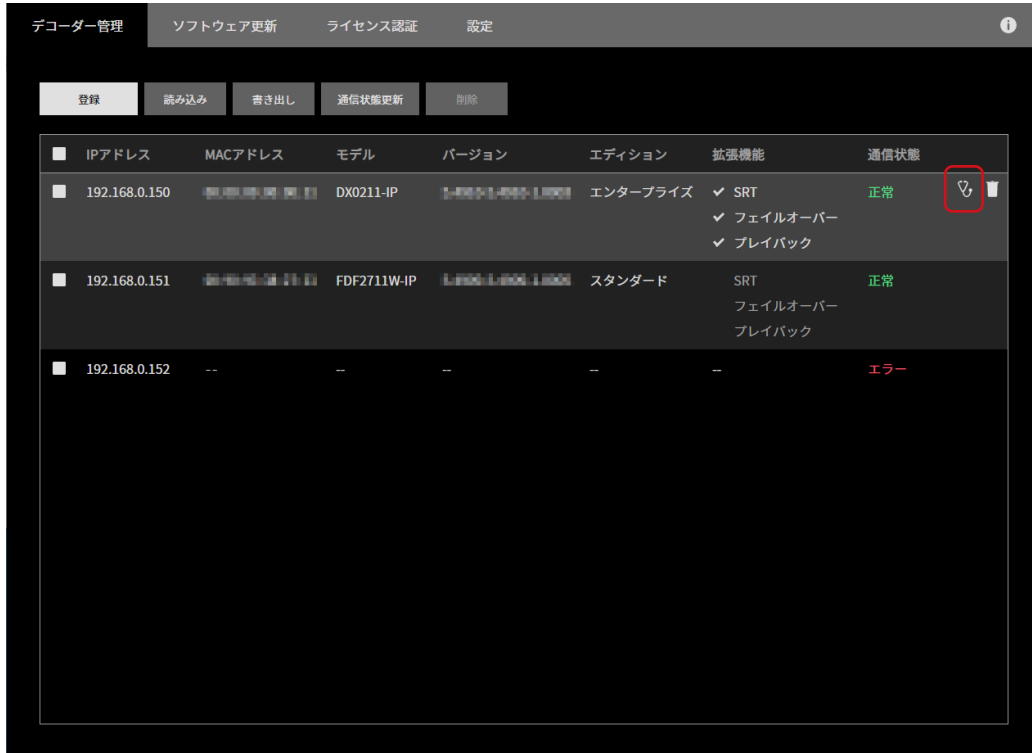 デコーダー管理 ソフトウェア更新 ライセンス認証 設定
登録 読み込み 書き出し 通信状態更新 削除
IPアドレス MACアドレス モデル バージョン エディション 拡張機能 通信状態
192.168.0.150 DX0211-IP エンタープライズ SRT 正常
フェイルオーバー
プレイバック
192.168.0.151 FDF2711W-IP スタンダード SRT 正常
フェイルオーバー
プレイバック
192.168.0.152 -- -- -- -- -- エラー